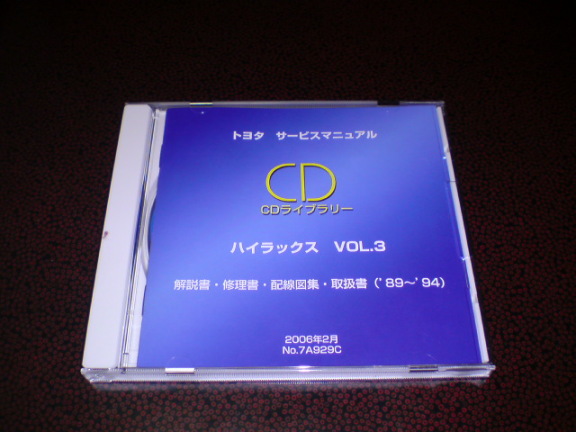 トヨタ サービスマニュアル
CD
CDライブラリー
ハイラックス VOL.3
解説書・修理書・配線図集・取扱書('89~'94)
2006年2月
No.7A929C